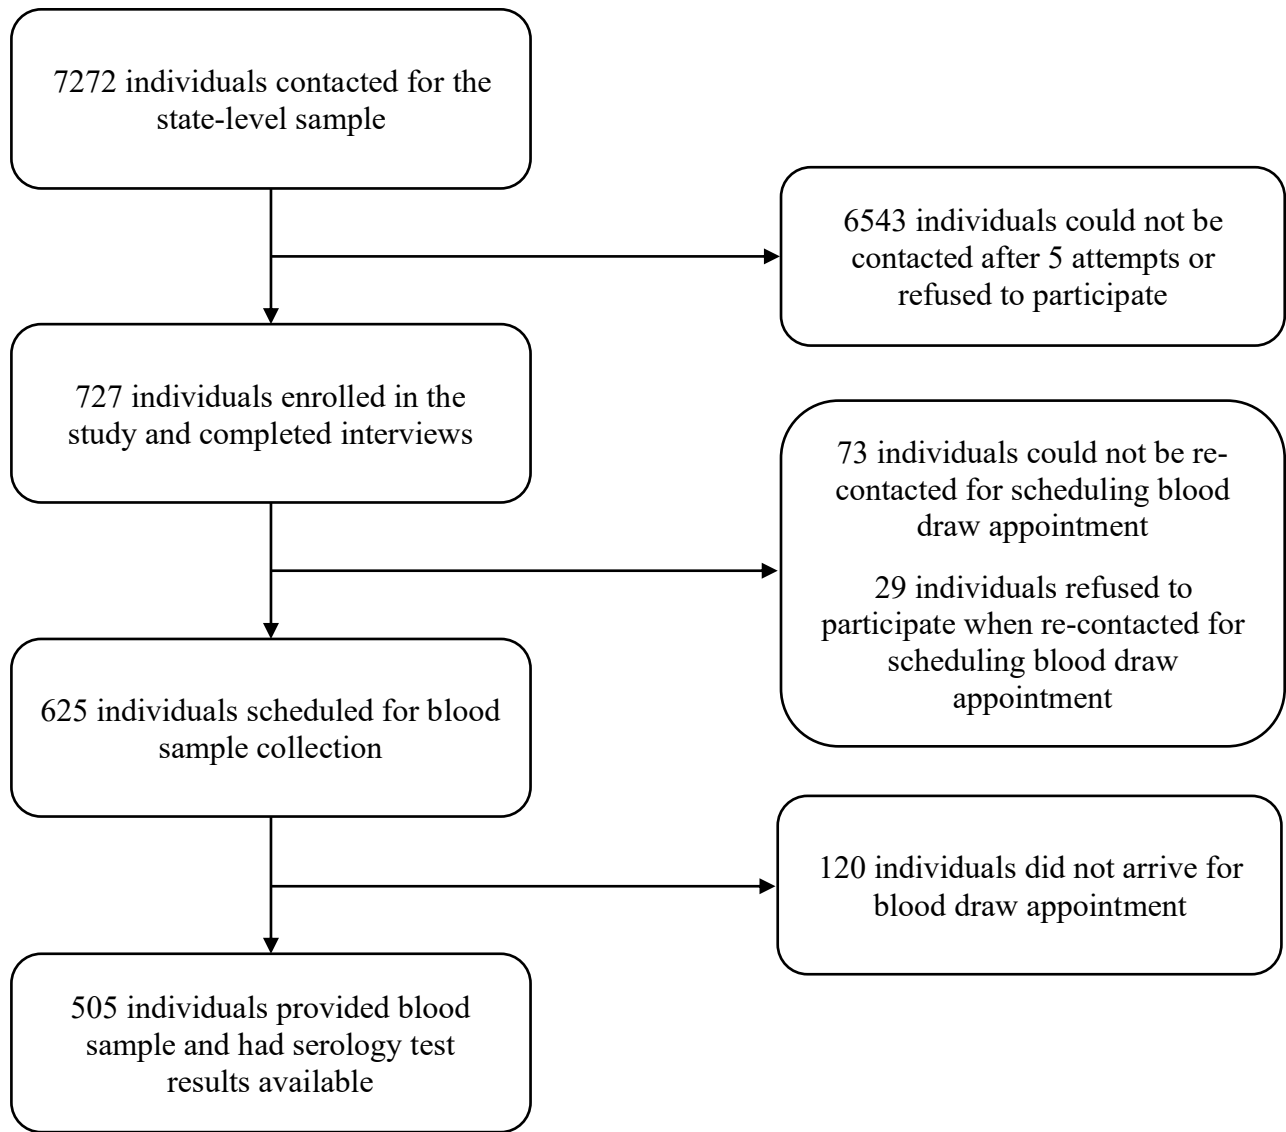 7272 individuals contacted for the
state-level sample
6543 individuals could not be
contacted after 5 attempts or
refused to participate
727 individuals enrolled in the
study and completed interviews
73 individuals could not be re-
contacted for scheduling blood
draw appointment
29 individuals refused to
participate when re-contacted for
scheduling blood draw
appointment
625 individuals scheduled for blood
sample collection
120 individuals did not arrive for
blood draw appointment
505 individuals provided blood
sample and had serology test
results available